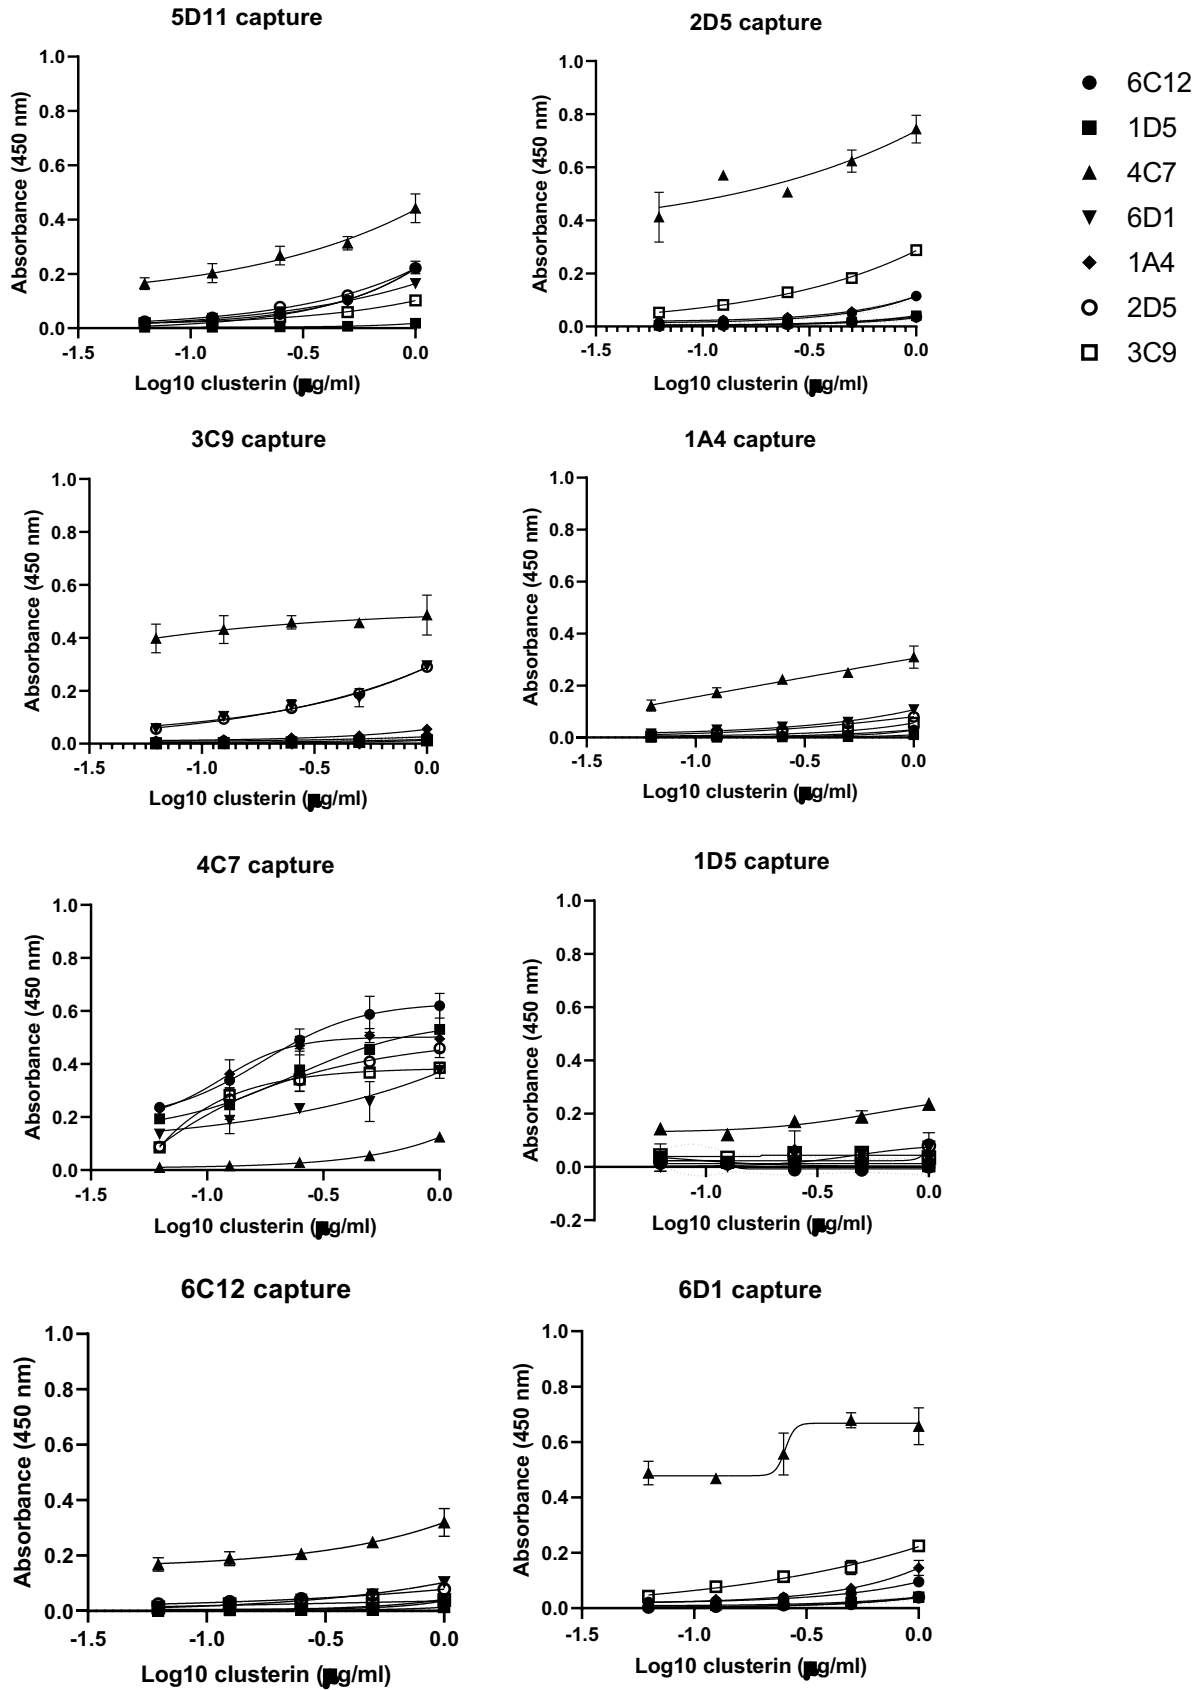 5D11 capture
1.0
0.8
0.6
0.4
0.2
0.0
-1.5
-1.0
-0.5
0.0
Absorbance (450 nm)
Log10 clusterin (µg/ml)
2D5 capture
1.0
0.8
0.6
0.4
0.2
0.0
-1.5
-1.0
-0.5
0.0
Absorbance (450 nm)
Log10 clusterin (µg/ml)
6C12
1D5
4C7
6D1
1A4
2D5
3C9
3C9 capture
1.0
0.8
0.6
0.4
0.2
0.0
-1.5
-1.0
-0.5
0.0
Absorbance (450 nm)
Log10 clusterin (µg/ml)
1A4 capture
1.0
0.8
0.6
0.4
0.2
0.0
-1.5
-1.0
-0.5
0.0
Absorbance (450 nm)
Log10 clusterin (µg/ml)
4C7 capture
1.0
0.8
0.6
0.4
0.2
0.0
-1.5
-1.0
-0.5
0.0
Absorbance (450 nm)
Log10 clusterin (µg/ml)
1D5 capture
1.0
0.8
0.6
0.4
0.2
0.0
-0.2
-1.0
-0.5
0.0
Absorbance (450 nm)
Log10 clusterin (µg/ml)
6C12 capture
1.0
0.8
0.6
0.4
0.2
0.0
-1.5
-1.0
-0.5
0.0
Absorbance (450 nm)
Log10 clusterin (µg/ml)
6D1 capture
1.0
0.8
0.6
0.4
0.2
0.0
-1.5
-1.0
-0.5
0.0
Absorbance (450 nm)
Log10 clusterin (µg/ml)